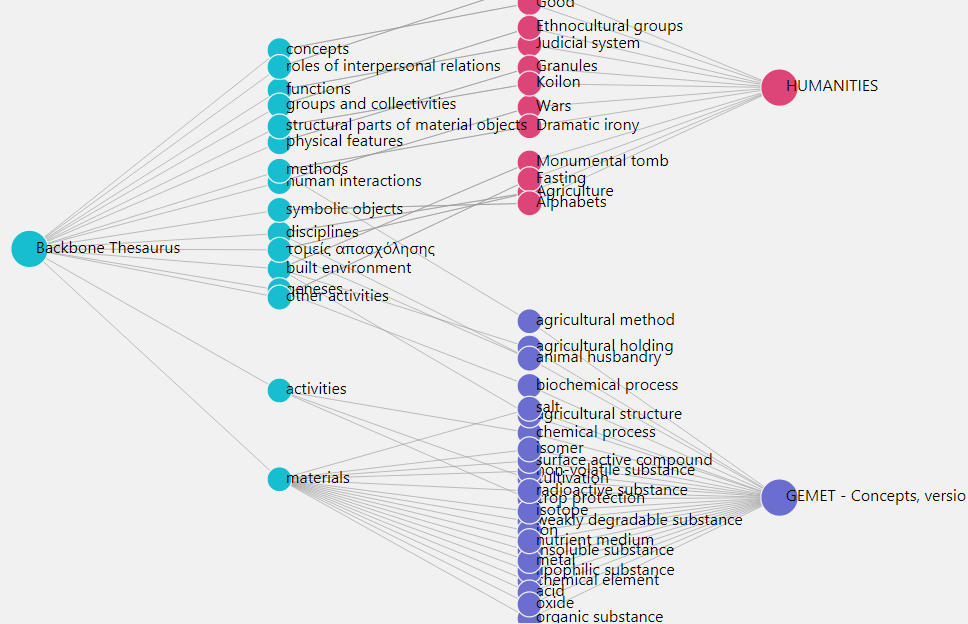 Backbone Thesaurus
concepts
roles of interpersonal relations
functions
groups and collectivities
structural parts of material objects
physical features
methods
human interactions
symbolic objects
disciplines
τομείς απασχόλησης
built environment
geneses
other activities
activities
materials
Good
Ethnocultural groups
Judicial system
Granules
Koilon
Wars
Dramatic irony
Monumental tomb
Fasting
Agriculture
Alphabets
agricultural method
agricultural holding
animal husbandry
biochemical process
salt
agricultural structure
chemical process
isomer
surface active compound
non-volatile substance
cultivation
radioactive substance
crop protection
isotope
weakly degradable substance
ion
nutrient medium
insoluble substance
metal
lipophilic substance
chemical element
acid
oxide
organic substance
HUMANITIES
GEMET - Concepts, versio